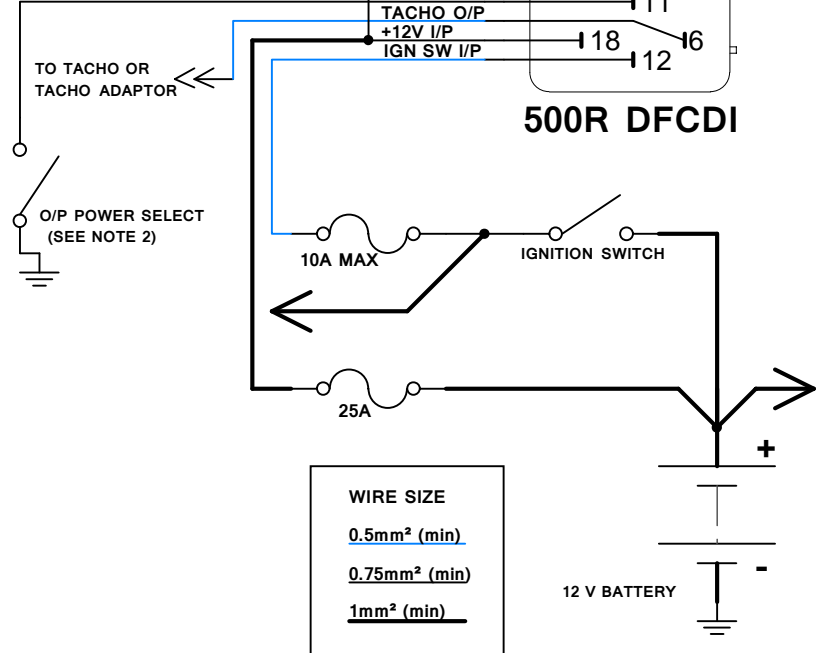 11
TACHO O/P
+12V I/P
18
6
IGN SW I/P
12
TO TACHO OR
TACHO ADAPTOR
500R DFCDI
O/P POWER SELECT
(SEE NOTE 2)
10A MAX
IGNITION SWITCH
25A
+
WIRE SIZE
0.5mm² (min)
0.75mm² (min)
1mm² (min)
-
12 V BATTERY